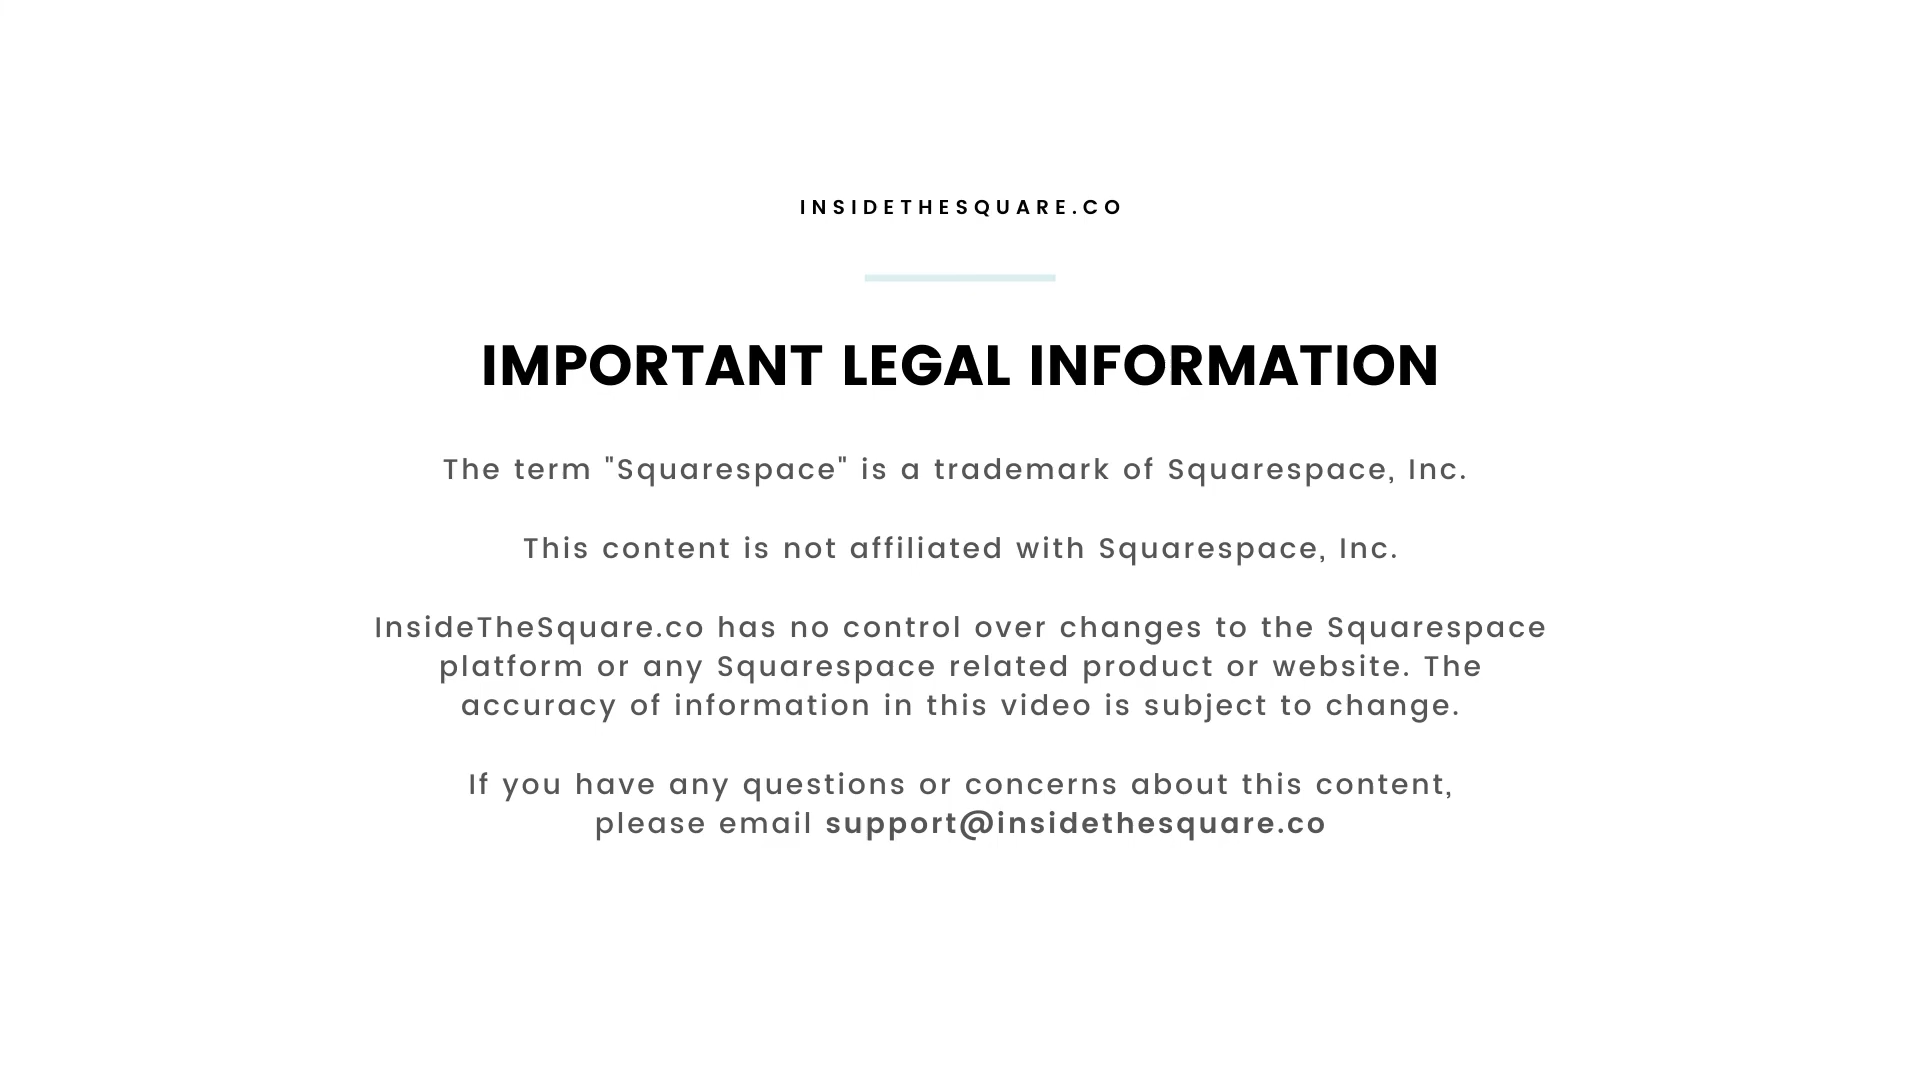 INSIDETHESQUARE.CO
IMPORTANT LEGAL INFORMATION
The term "Squarespace" is a trademark of Squarespace, Inc.
This content is not affiliated with Squarespace, Inc.
InsideTheSquare.co has no control over changes to the Squarespace
platform or any Squarespace related product or website. The
accuracy of information in this video is subject to change.
If you have any questions or concerns about this content,
please email support@insidethesquare.co